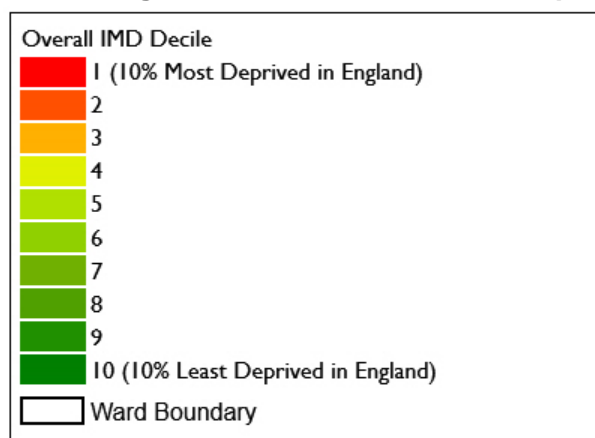 Overall IMD Decile
1 (10% Most Deprived in England)
2
3
4
5
6
7
8
9
10 (10% Least Deprived in England)
Ward Boundary